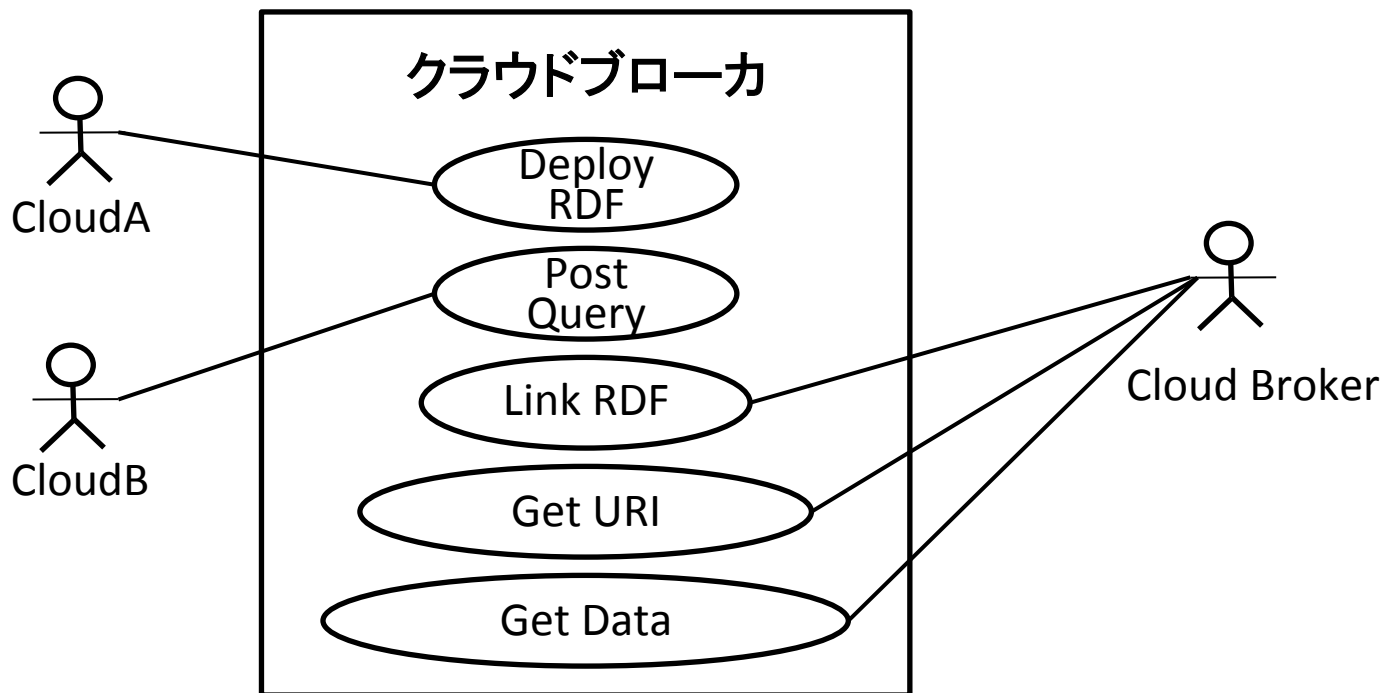 クラウドブローカ
Deploy
RDF
CloudA
Post
Query
Link RDF
Cloud Broker
CloudB
Get URI
Get Data